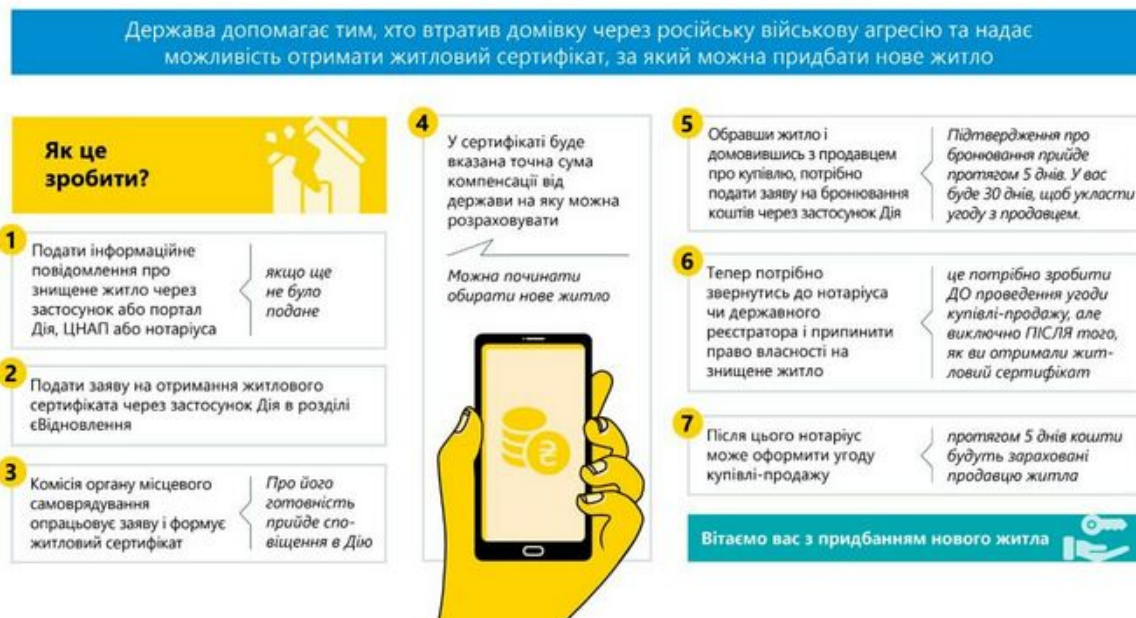 Держава допомагає тим, хто втратив домівку через російську військову агресію та надає
можливість отримати житловий сертифікат, за який можна придбати нове житло
Як це
зробити?
1
Подати інформаційне
повідомлення про
знищене житло через
застосунок або портал
Дія, ЦНАП або нотаріуса
якщо ще
не було
подане
2
Подати заяву на отримання житлового
сертифіката через застосунок Дія в розділі
єВідновлення
3
Комісія органу місцевого
самоврядування
опрацьовує заяву і формує
житловий сертифікат
Про його
готовність
прийде спо-
віщення в Дію
4
У сертифікаті буде
вказана точна сума
компенсації від
держави на яку можна
розраховувати
Можна починати
обирати нове житло
₴
5
Обравши житло і
домовившись з продавцем
про купівлю, потрібно
подати заяву на бронювання
коштів через застосунок Дія
Підтвердження про
бронювання прийде
протягом 5 днів. У вас
буде 30 днів, щоб укласти
угоду з продавцем.
6
Тепер потрібно
звернутись до нотаріуса
чи державного
реєстратора і припинити
право власності на
знищене житло
це потрібно зробити
ДО проведення угоди
купівлі-продажу, але
виключно ПІСЛЯ того,
як ви отримали жит-
ловий сертифікат
7
Після цього нотаріус
може оформити угоду
купівлі-продажу
протягом 5 днів кошти
будуть зараховані
продавцю житла
Вітаємо вас з придбанням нового житла